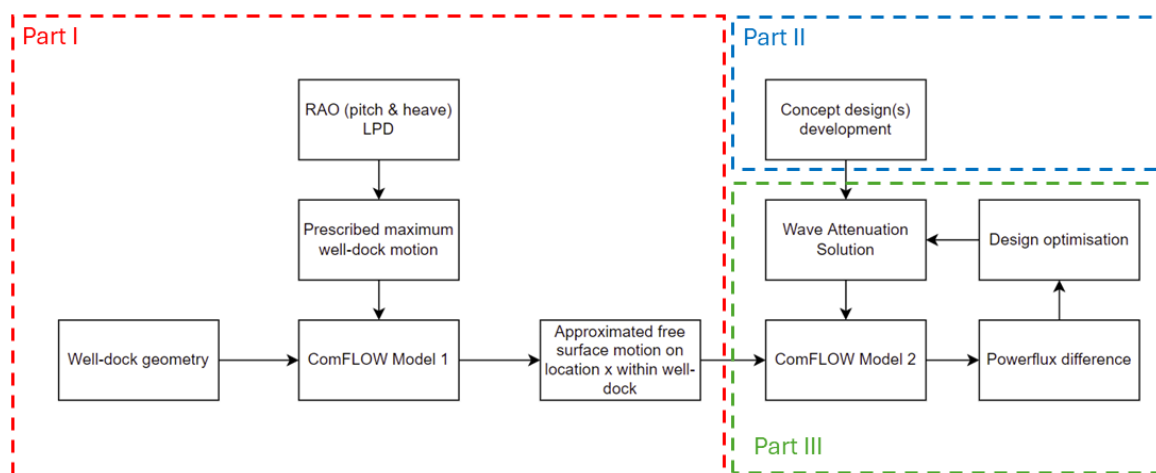 Part I
RAO (pitch & heave)
LPD
Prescribed maximum
well-dock motion
Well-dock geometry
ComFLOW Model 1
Approximated free
surface motion on
location x within well-
dock
Part II
Concept design(s)
development
Wave Attenuation
Solution
Design optimisation
ComFLOW Model 2
Powerflux difference
Part III